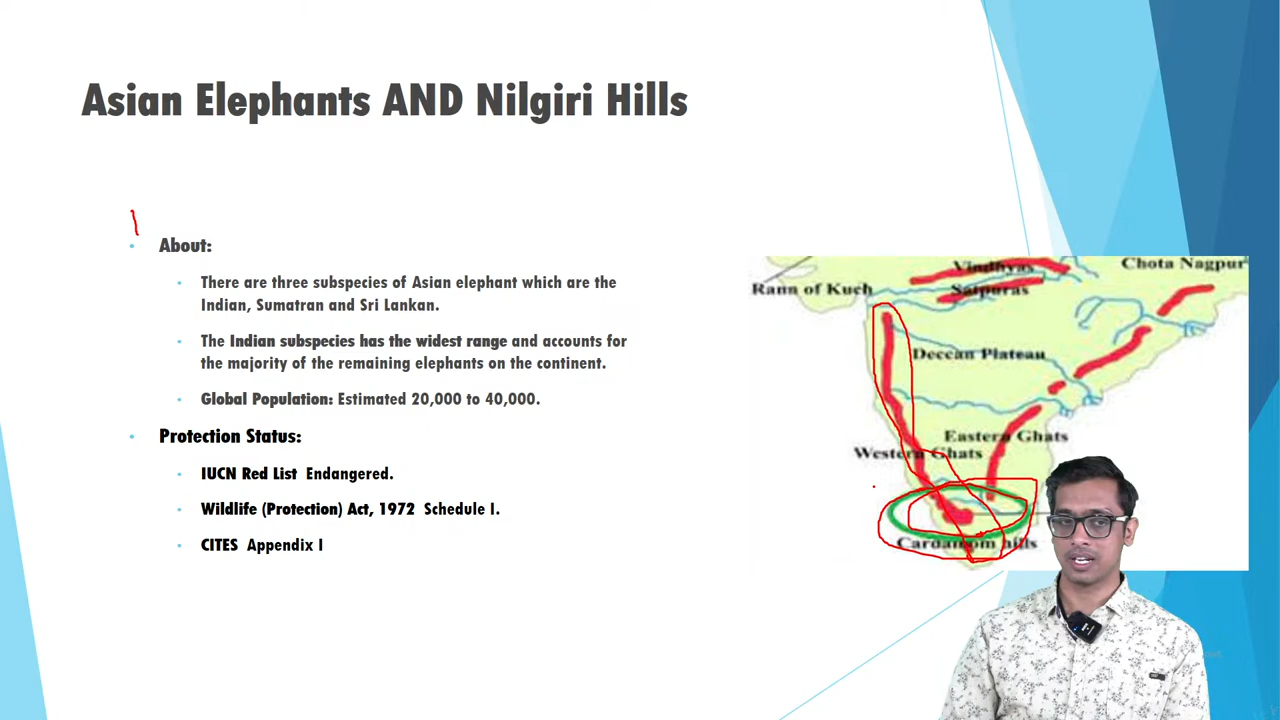 Asian Elephants AND Nilgiri Hills
About:
There are three subspecies of Asian elephant which are the
Indian, Sumatran and Sri Lankan.
The Indian subspecies has the widest range and accounts for
the majority of the remaining elephants on the continent.
Global Population: Estimated 20,000 to 40,000.
Protection Status:
IUCN Red List Endangered.
Wildlife (Protection) Act, 1972 Schedule I.
CITES Appendix I
Vindhyas
Chota Nagpur
Rann of Kuch
Satpuras
Deccan Plateau
Eastern Ghats
Western Ghats
Cardamom hills